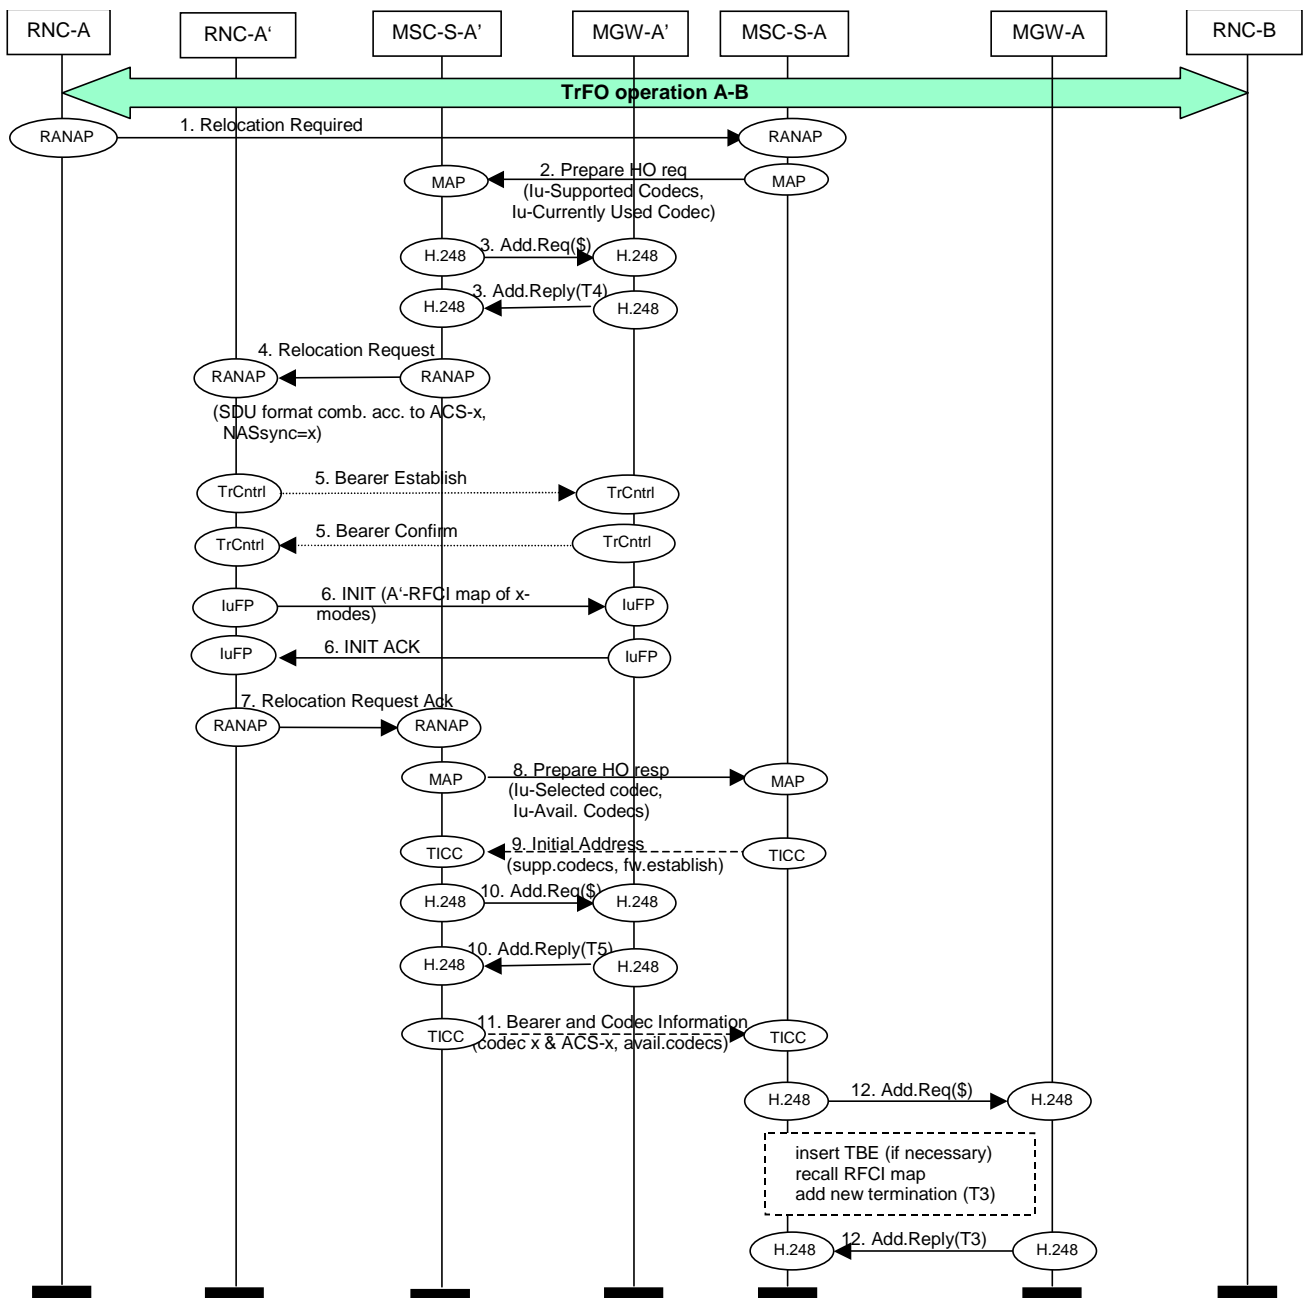 RNC-A
RNC-A‘
MSC-S-A’
MGW-A’
MSC-S-A
MGW-A
RNC-B
TrFO operation A-B
RANAP
1. Relocation Required
RANAP
MAP
2. Prepare HO req
(Iu-Supported Codecs,
Iu-Currently Used Codec)
MAP
H.248
3. Add.Req($)
H.248
H.248
3. Add.Reply(T4)
H.248
4. Relocation Request
RANAP
RANAP
(SDU format comb. acc. to ACS-x,
NASsync=x)
TrCntrl
5. Bearer Establish
TrCntrl
TrCntrl
5. Bearer Confirm
TrCntrl
IuFP
6. INIT (A‘-RFCI map of x-
modes)
IuFP
IuFP
6. INIT ACK
IuFP
7. Relocation Request Ack
RANAP
RANAP
MAP
8. Prepare HO resp
(Iu-Selected codec,
Iu-Avail. Codecs)
MAP
TICC
9. Initial Address
(supp.codecs, fw.establish)
TICC
H.248
10. Add.Req($)
H.248
H.248
10. Add.Reply(T5)
H.248
TICC
11. Bearer and Codec Information
(codec x & ACS-x, avail.codecs)
TICC
H.248
12. Add.Req($)
H.248
insert TBE (if necessary)
recall RFCI map
add new termination (T3)
H.248
12. Add.Reply(T3)
H.248